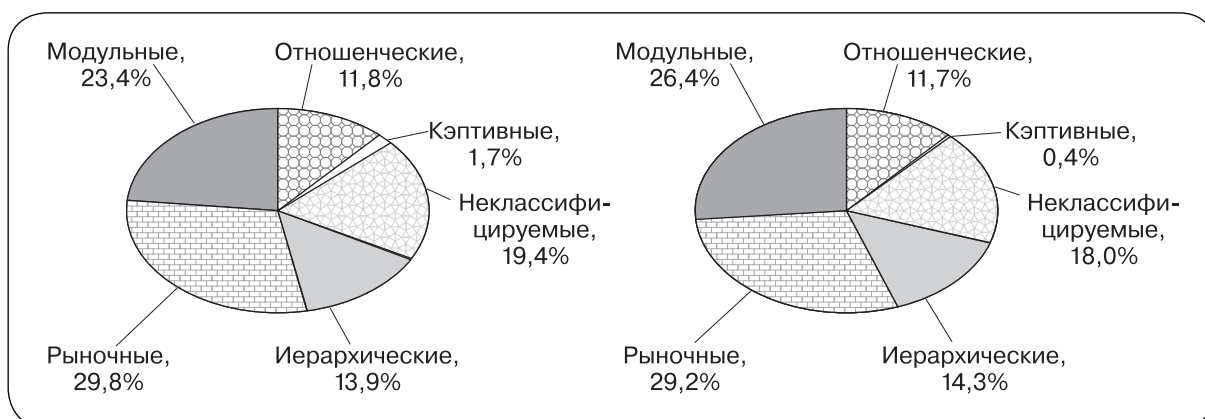 Модульные,
23,4%
Отношенческие,
11,8%
Кэптивные,
1,7%
Неклассифи-
цируемые,
19,4%
Рыночные,
29,8%
Иерархические,
13,9%
Модульные,
26,4%
Отношенческие,
11,7%
Кэптивные,
0,4%
Неклассифи-
цируемые,
18,0%
Рыночные,
29,2%
Иерархические,
14,3%